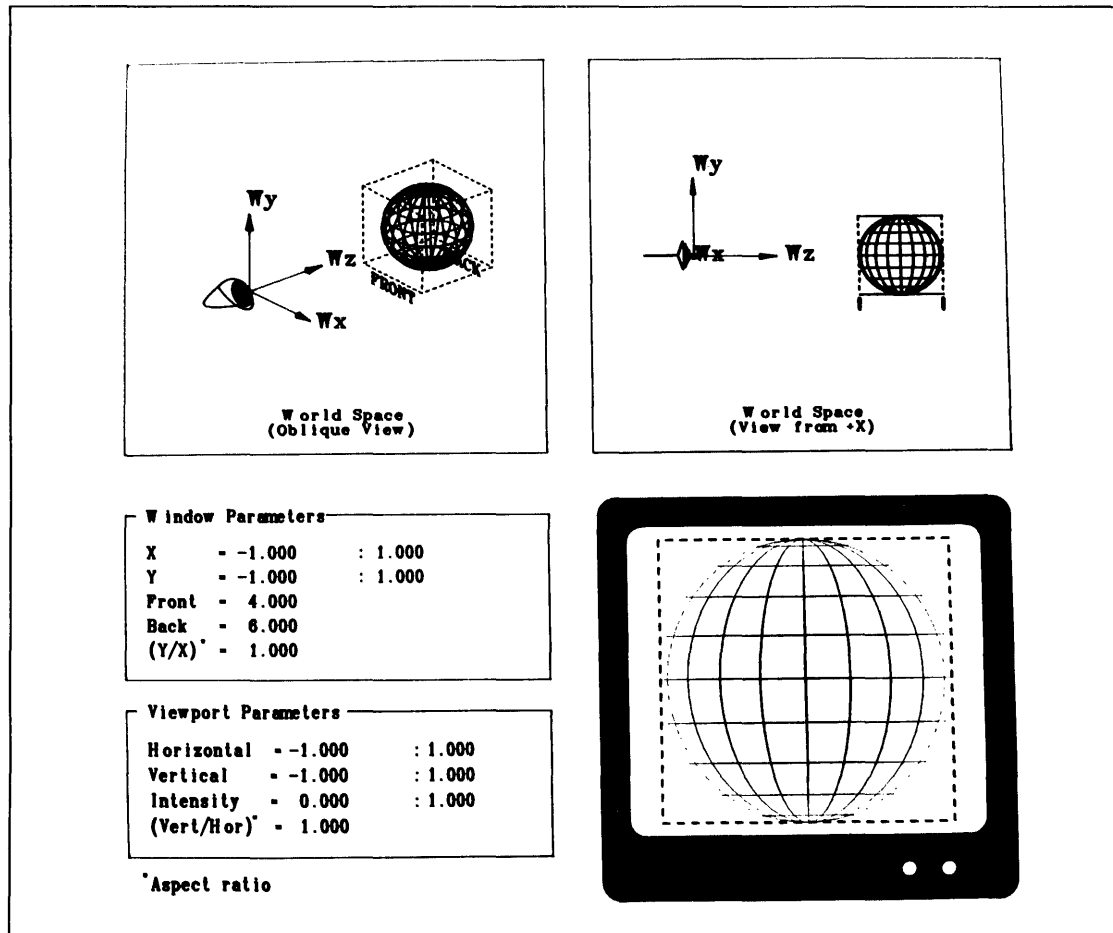 Wy
Wz
Wx
FRONT
World Space
(Oblique View)
Wy
Wx
Wz
World Space
(View from +X)
Window Parameters
X = -1.000 : 1.000
Y = -1.000 : 1.000
Front = 4.000
Back = 6.000
(Y/X)* = 1.000
Viewport Parameters
Horizontal = -1.000 : 1.000
Vertical = -1.000 : 1.000
Intensity = 0.000 : 1.000
(Vert/Hor)* = 1.000
*Aspect ratio